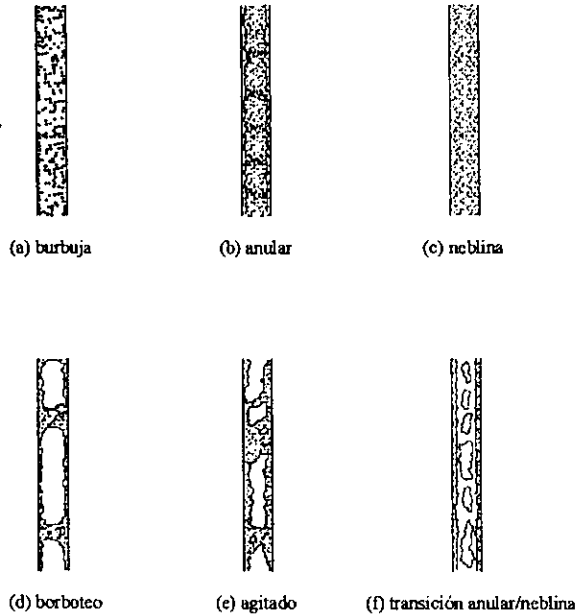 (a) burbuja
(b) anular
(c) neblina
(d) borboteo
(e) agitado
(f) transición anular/neblina